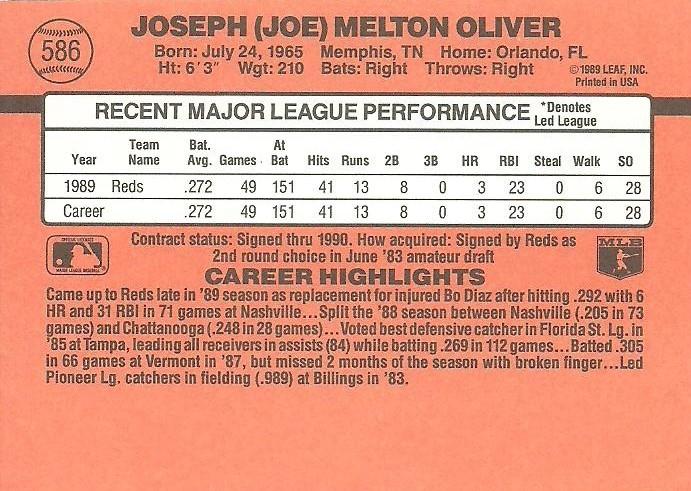 586
JOSEPH (JOE) MELTON OLIVER
Born: July 24, 1965 Memphis, TN Home: Orlando, FL
Ht: 6'3" Wgt: 210 Bats: Right Throws: Right
©1989 LEAF, INC.
Printed in USA
RECENT MAJOR LEAGUE PERFORMANCE *Denotes
Led League
Year Team Name Bat. Avg. Games At Bat Hits Runs 2B 3B HR RBI Steal Walk SO
1989 Reds .272 49 151 41 13 8 0 3 23 0 6 28
Career .272 49 151 41 13 8 0 3 23 0 6 28
Contract status: Signed thru 1990. How acquired: Signed by Reds as
2nd round choice in June '83 amateur draft
MLB
CAREER HIGHLIGHTS
Came up to Reds late in '89 season as replacement for injured Bo Diaz after hitting .292 with 6
HR and 31 RBI in 71 games at Nashville...Split the '88 season between Nashville (.205 in 73
games) and Chattanooga (.248 in 28 games)...Voted best defensive catcher in Florida St. Lg. in
'85 at Tampa, leading all receivers in assists (84) while batting .269 in 112 games...Batted .305
in 66 games at Vermont in '87, but missed 2 months of the season with broken finger...Led
Pioneer Lg. catchers in fielding (.989) at Billings in '83.